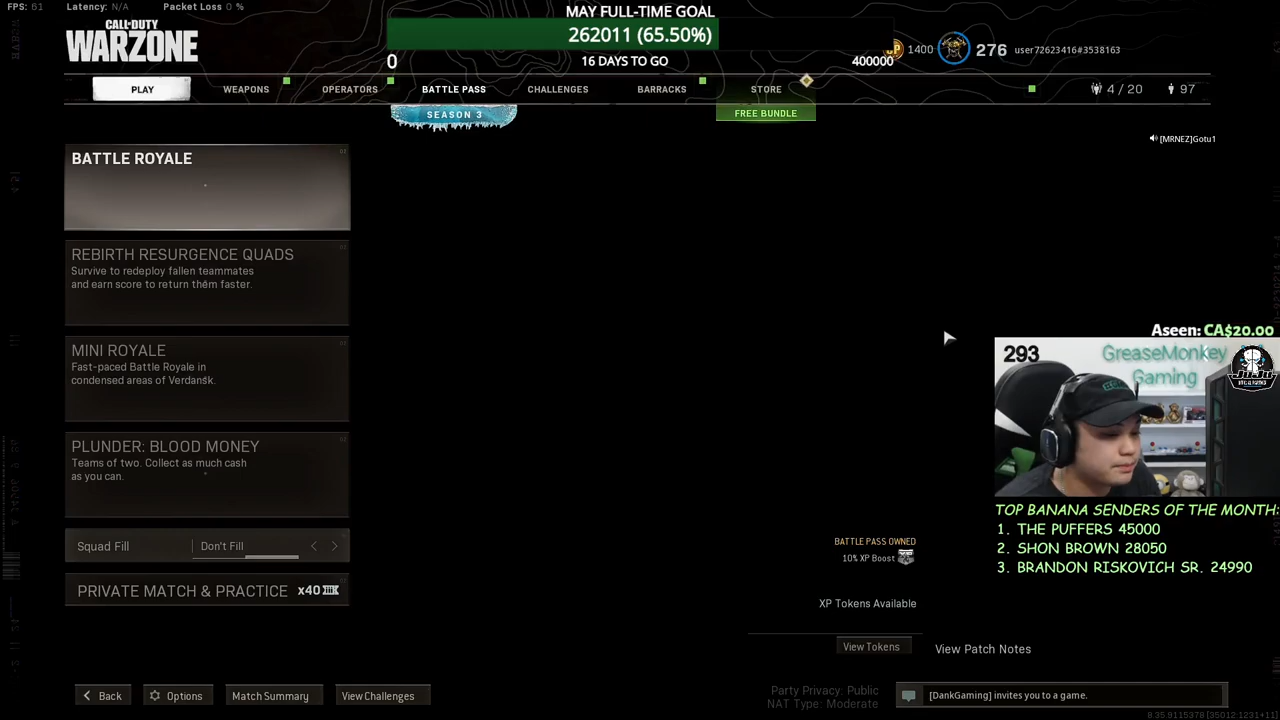 FPS: 61 Latency: N/A Packet Loss 0 %
MAY FULL-TIME GOAL
262011 (65.50%)
0 16 DAYS TO GO 400000
CALL OF DUTY
WARZONE
1400 276 user72623416#3538163
PLAY WEAPONS OPERATORS BATTLE PASS CHALLENGES BARRACKS STORE 4 / 20 97
SEASON 3 FREE BUNDLE
[MRNEZ]Gotu1
BATTLE ROYALE
REBIRTH RESURGENCE QUADS
Survive to redeploy fallen teammates
and earn score to return them faster.
MINI ROYALE
Fast-paced Battle Royale in
condensed areas of Verdansk.
PLUNDER: BLOOD MONEY
Teams of two. Collect as much cash
as you can.
Squad Fill Don't Fill
PRIVATE MATCH & PRACTICE x40
Aseen: CA$20.00
293 GreaseMonkey
Gaming
TOP BANANA SENDERS OF THE MONTH:
1. THE PUFFERS 45000
2. SHON BROWN 28050
3. BRANDON RISKOVICH SR. 24990
BATTLE PASS OWNED
10% XP Boost
XP Tokens Available
View Tokens View Patch Notes
Back Options Match Summary View Challenges
Party Privacy: Public
NAT Type: Moderate
[DankGaming] invites you to a game.